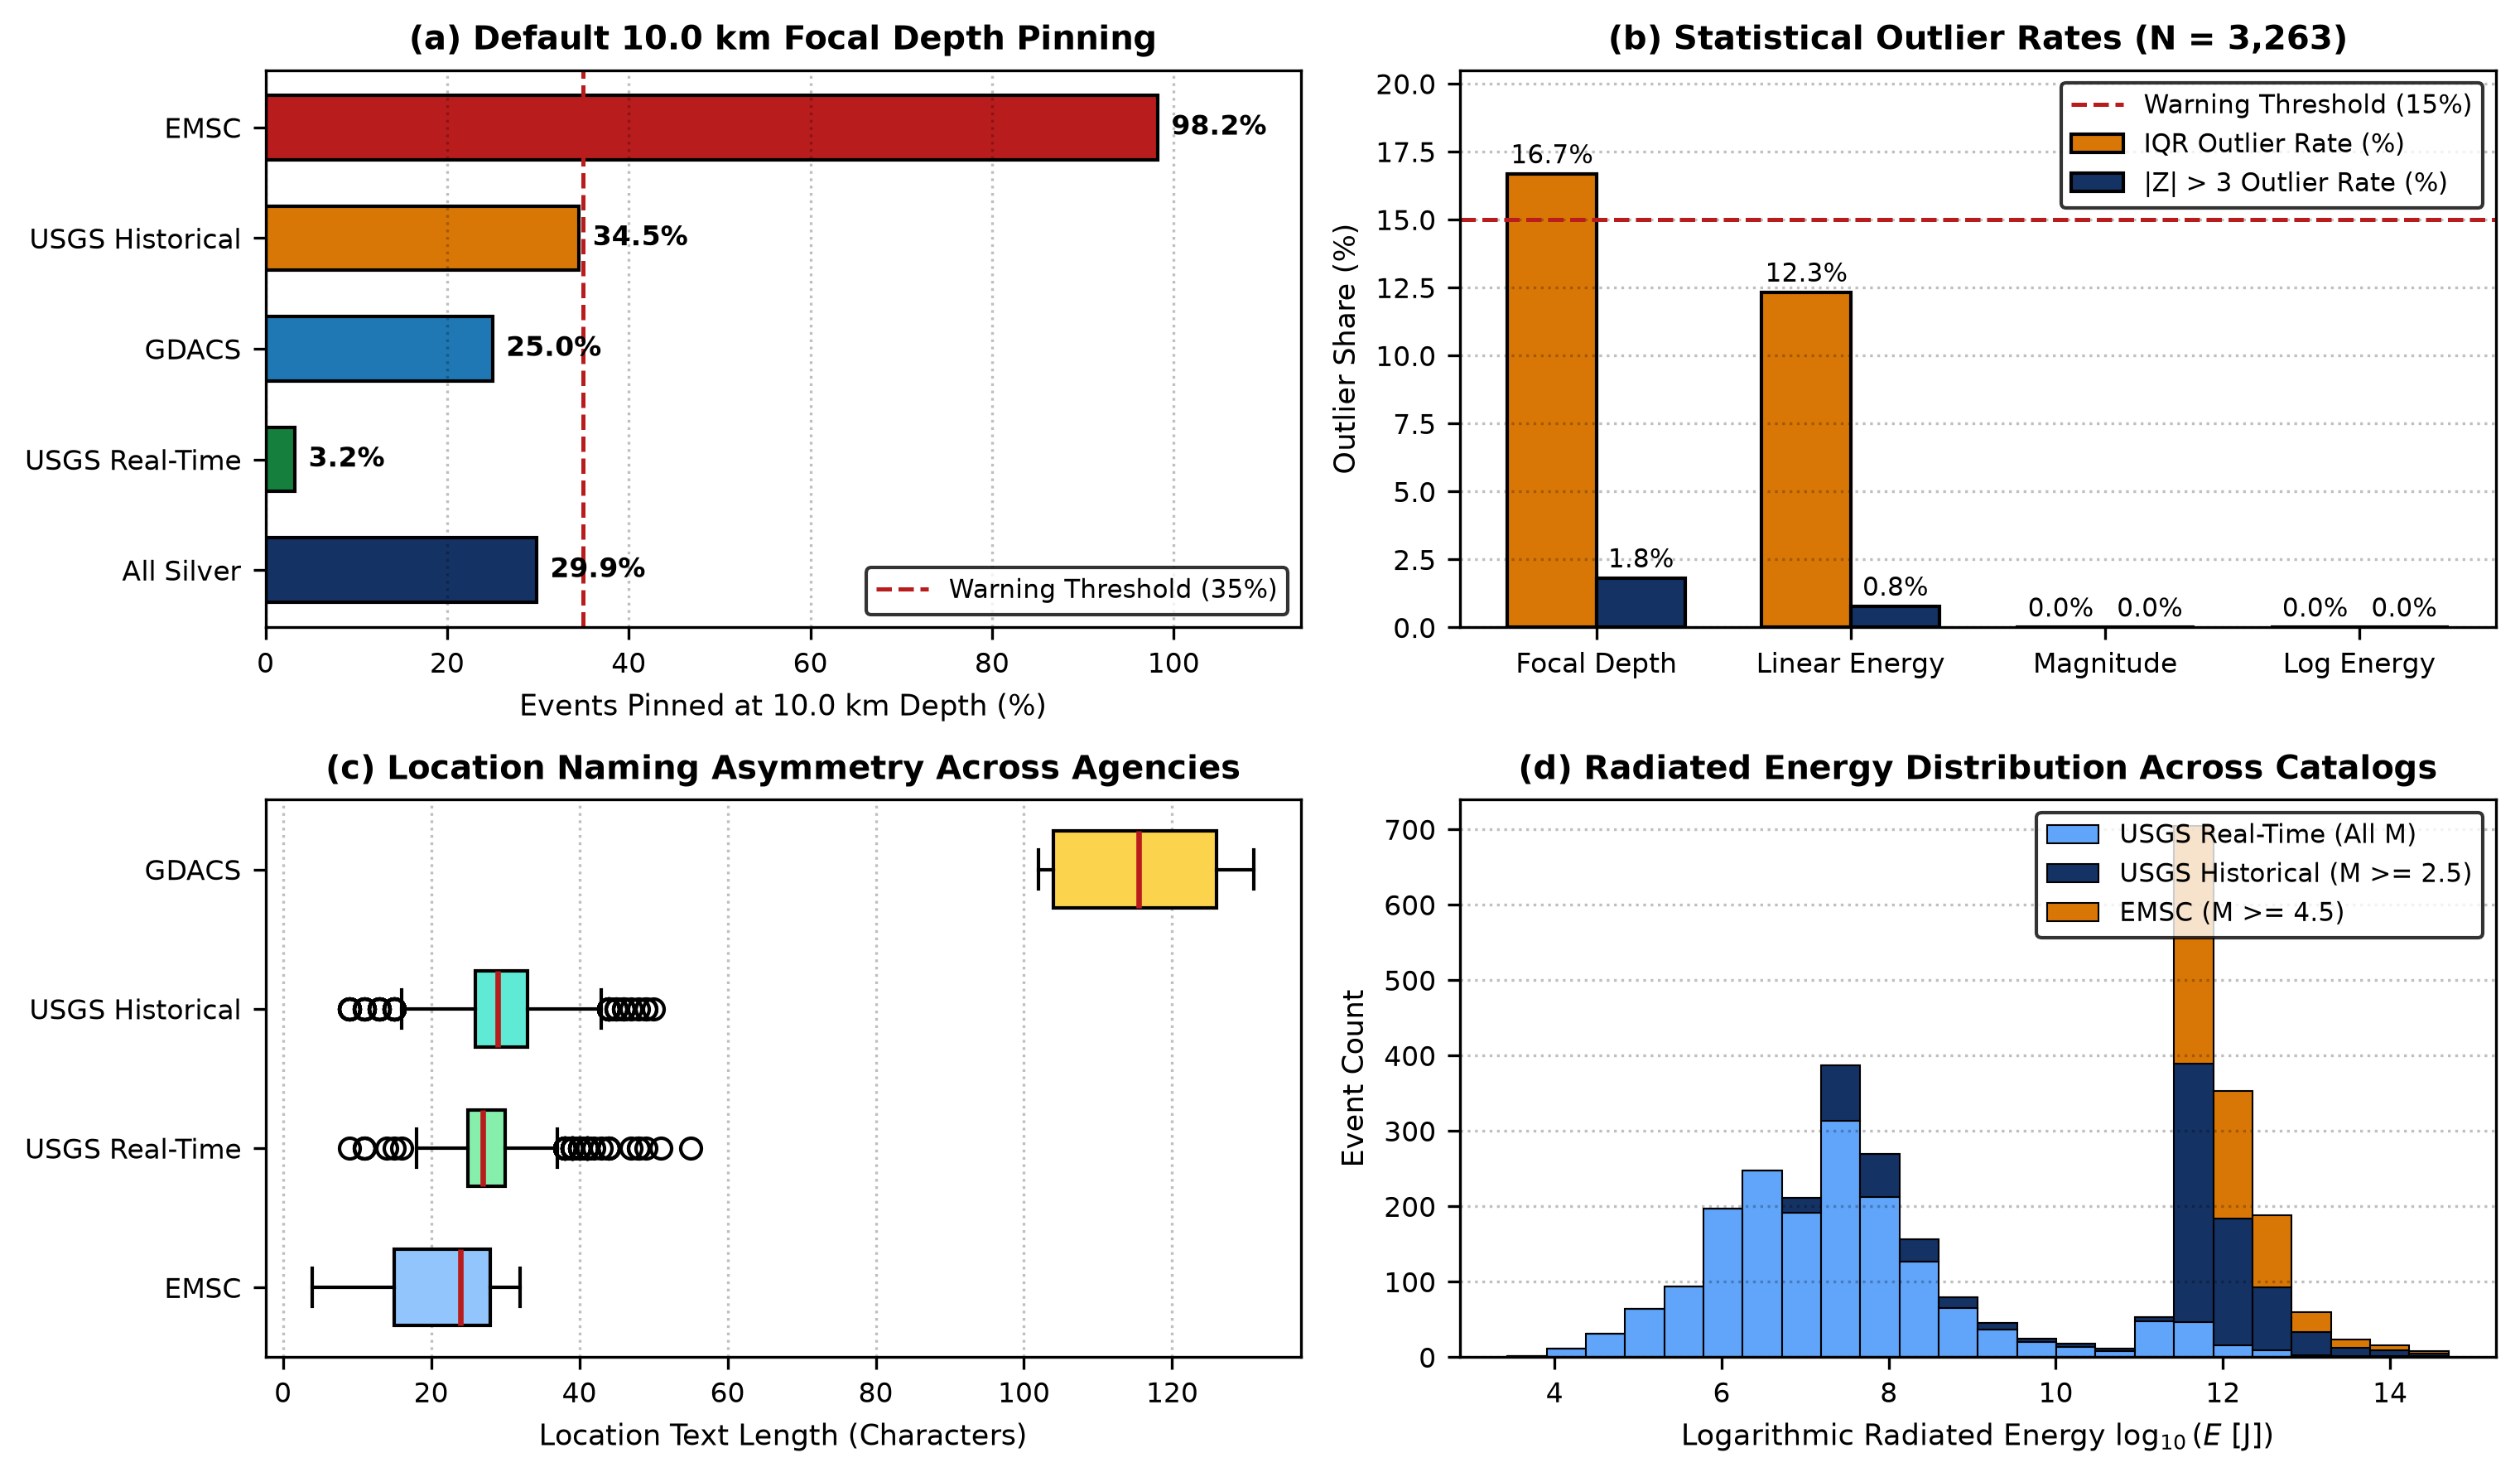 (a) Default 10.0 km Focal Depth Pinning
EMSC
98.2%
USGS Historical
34.5%
GDACS
25.0%
USGS Real-Time
3.2%
All Silver
29.9%
Warning Threshold (35%)
0 20 40 60 80 100
Events Pinned at 10.0 km Depth (%)
(b) Statistical Outlier Rates (N = 3,263)
Outlier Share (%)
20.0
17.5
15.0
12.5
10.0
7.5
5.0
2.5
0.0
Warning Threshold (15%)
IQR Outlier Rate (%)
|Z| > 3 Outlier Rate (%)
16.7%
1.8%
12.3%
0.8%
0.0% 0.0%
0.0% 0.0%
Focal Depth Linear Energy Magnitude Log Energy
(c) Location Naming Asymmetry Across Agencies
GDACS
USGS Historical
USGS Real-Time
EMSC
0 20 40 60 80 100 120
Location Text Length (Characters)
(d) Radiated Energy Distribution Across Catalogs
Event Count
700
600
500
400
300
200
100
0
USGS Real-Time (All M)
USGS Historical (M >= 2.5)
EMSC (M >= 4.5)
4 6 8 10 12 14
Logarithmic Radiated Energy log₁₀(E [J])